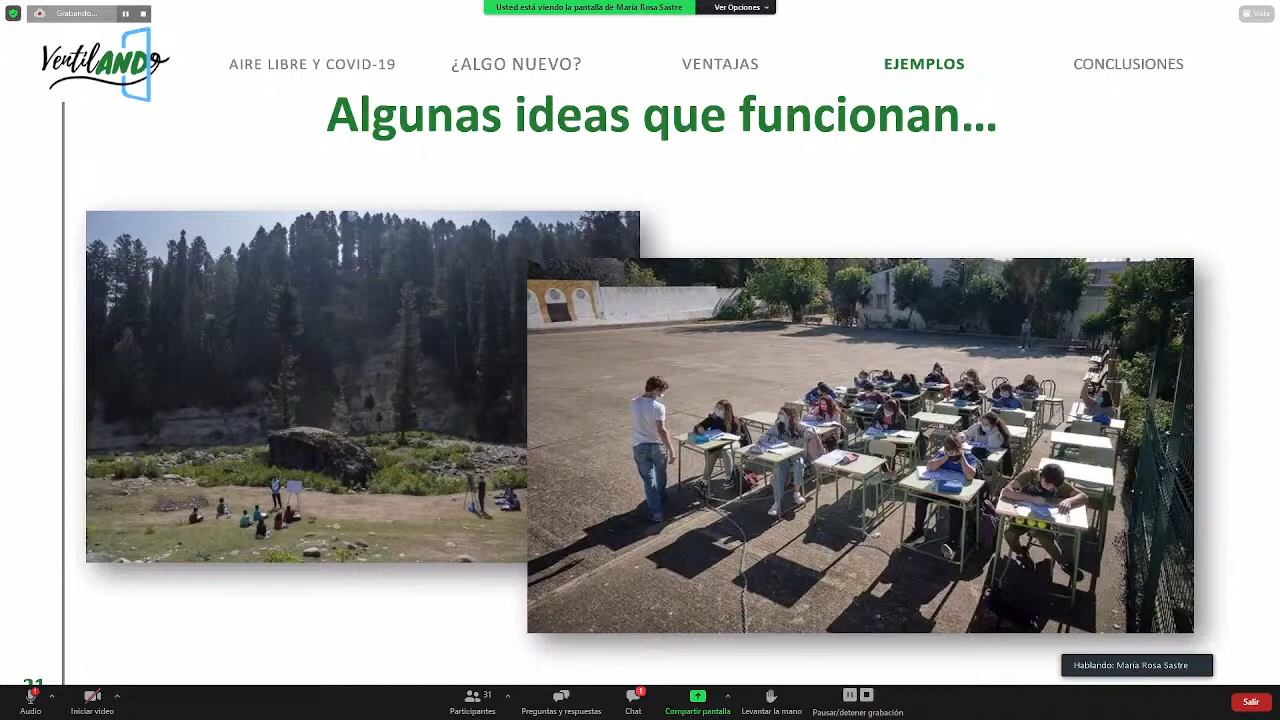 Grabando...
Usted está viendo la pantalla de María Rosa Sastre
Ver Opciones
Vista
VentilANDo
AIRE LIBRE Y COVID-19
¿ALGO NUEVO?
VENTAJAS
EJEMPLOS
CONCLUSIONES
Algunas ideas que funcionan...
Hablando: María Rosa Sastre
21
Audio
Iniciar video
31
Participantes
Preguntas y respuestas
1
Chat
Compartir pantalla
Levantar la mano
Pausar/detener grabación
Salir